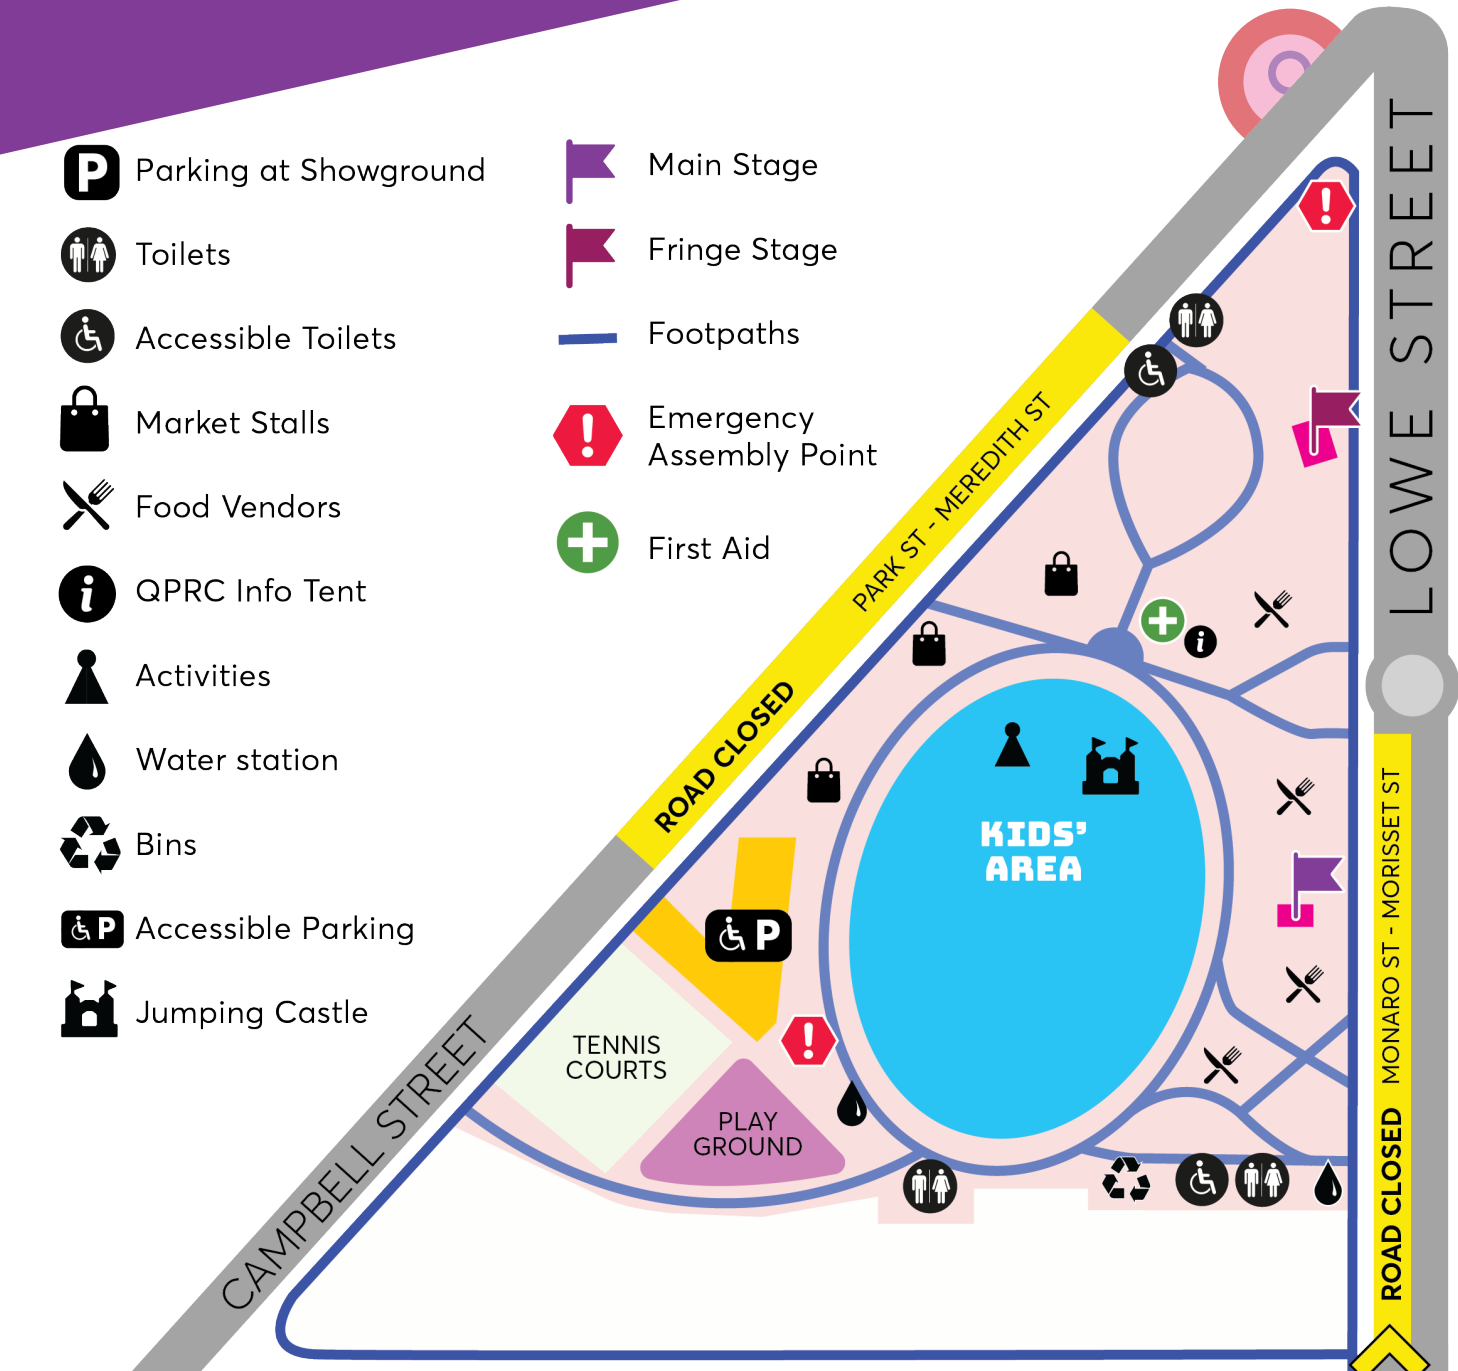 P Parking at Showground
Toilets
Accessible Toilets
Market Stalls
Food Vendors
i QPRC Info Tent
Activities
Water station
Bins
P Accessible Parking
Jumping Castle
Main Stage
Fringe Stage
Footpaths
! Emergency
Assembly Point
First Aid
LOWE STREET
!
PARK ST - MEREDITH ST
ROAD CLOSED
CAMPBELL STREET
i
KIDS'
AREA
P
!
TENNIS
COURTS
PLAY
GROUND
MONARO ST - MORISSET ST
ROAD CLOSED